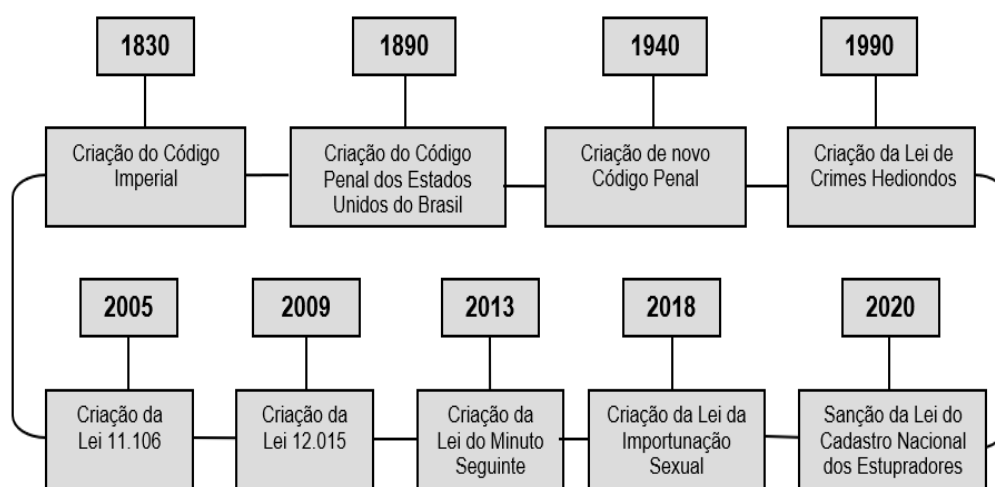 1830
1890
1940
1990
Criação do Código
Imperial
Criação do Código
Penal dos Estados
Unidos do Brasil
Criação de novo
Código Penal
Criação da Lei de
Crimes Hediondos
2005
2009
2013
2018
2020
Criação da
Lei 11.106
Criação da
Lei 12.015
Criação da
Lei do Minuto
Seguinte
Criação da Lei da
Importunação
Sexual
Sanção da Lei do
Cadastro Nacional
dos Estupradores